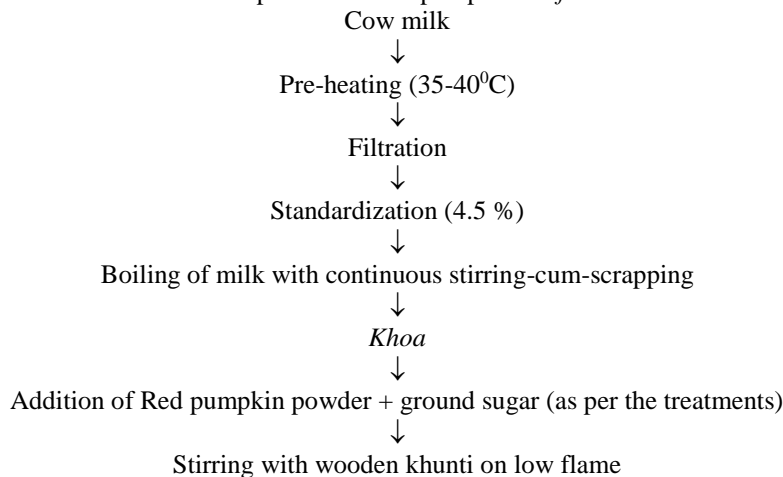 Cow milk
↓
Pre-heating (35-40⁰C)
↓
Filtration
↓
Standardization (4.5 %)
↓
Boiling of milk with continuous stirring-cum-scrapping
↓
Khoa
↓
Addition of Red pumpkin powder + ground sugar (as per the treatments)
↓
Stirring with wooden khunti on low flame